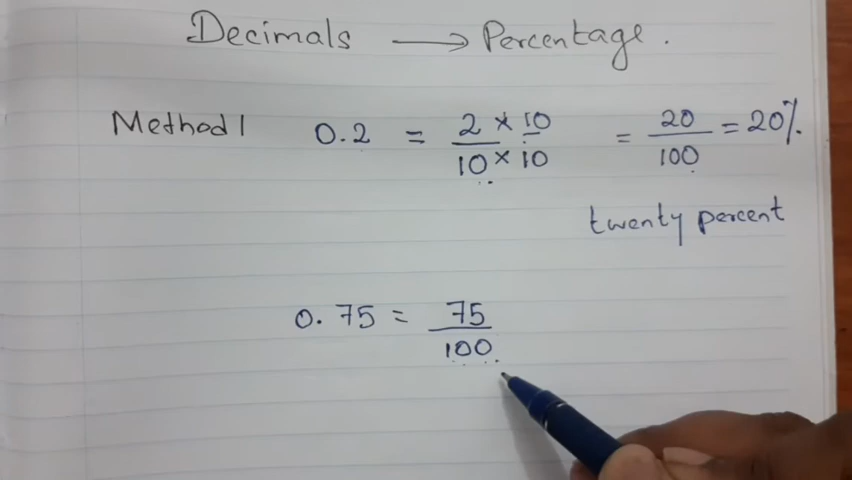 Decimals → Percentage.
Method 1 0.2 = 2 × 10 / 10 × 10 = 20 / 100 = 20%
twenty percent
0.75 = 75 / 100